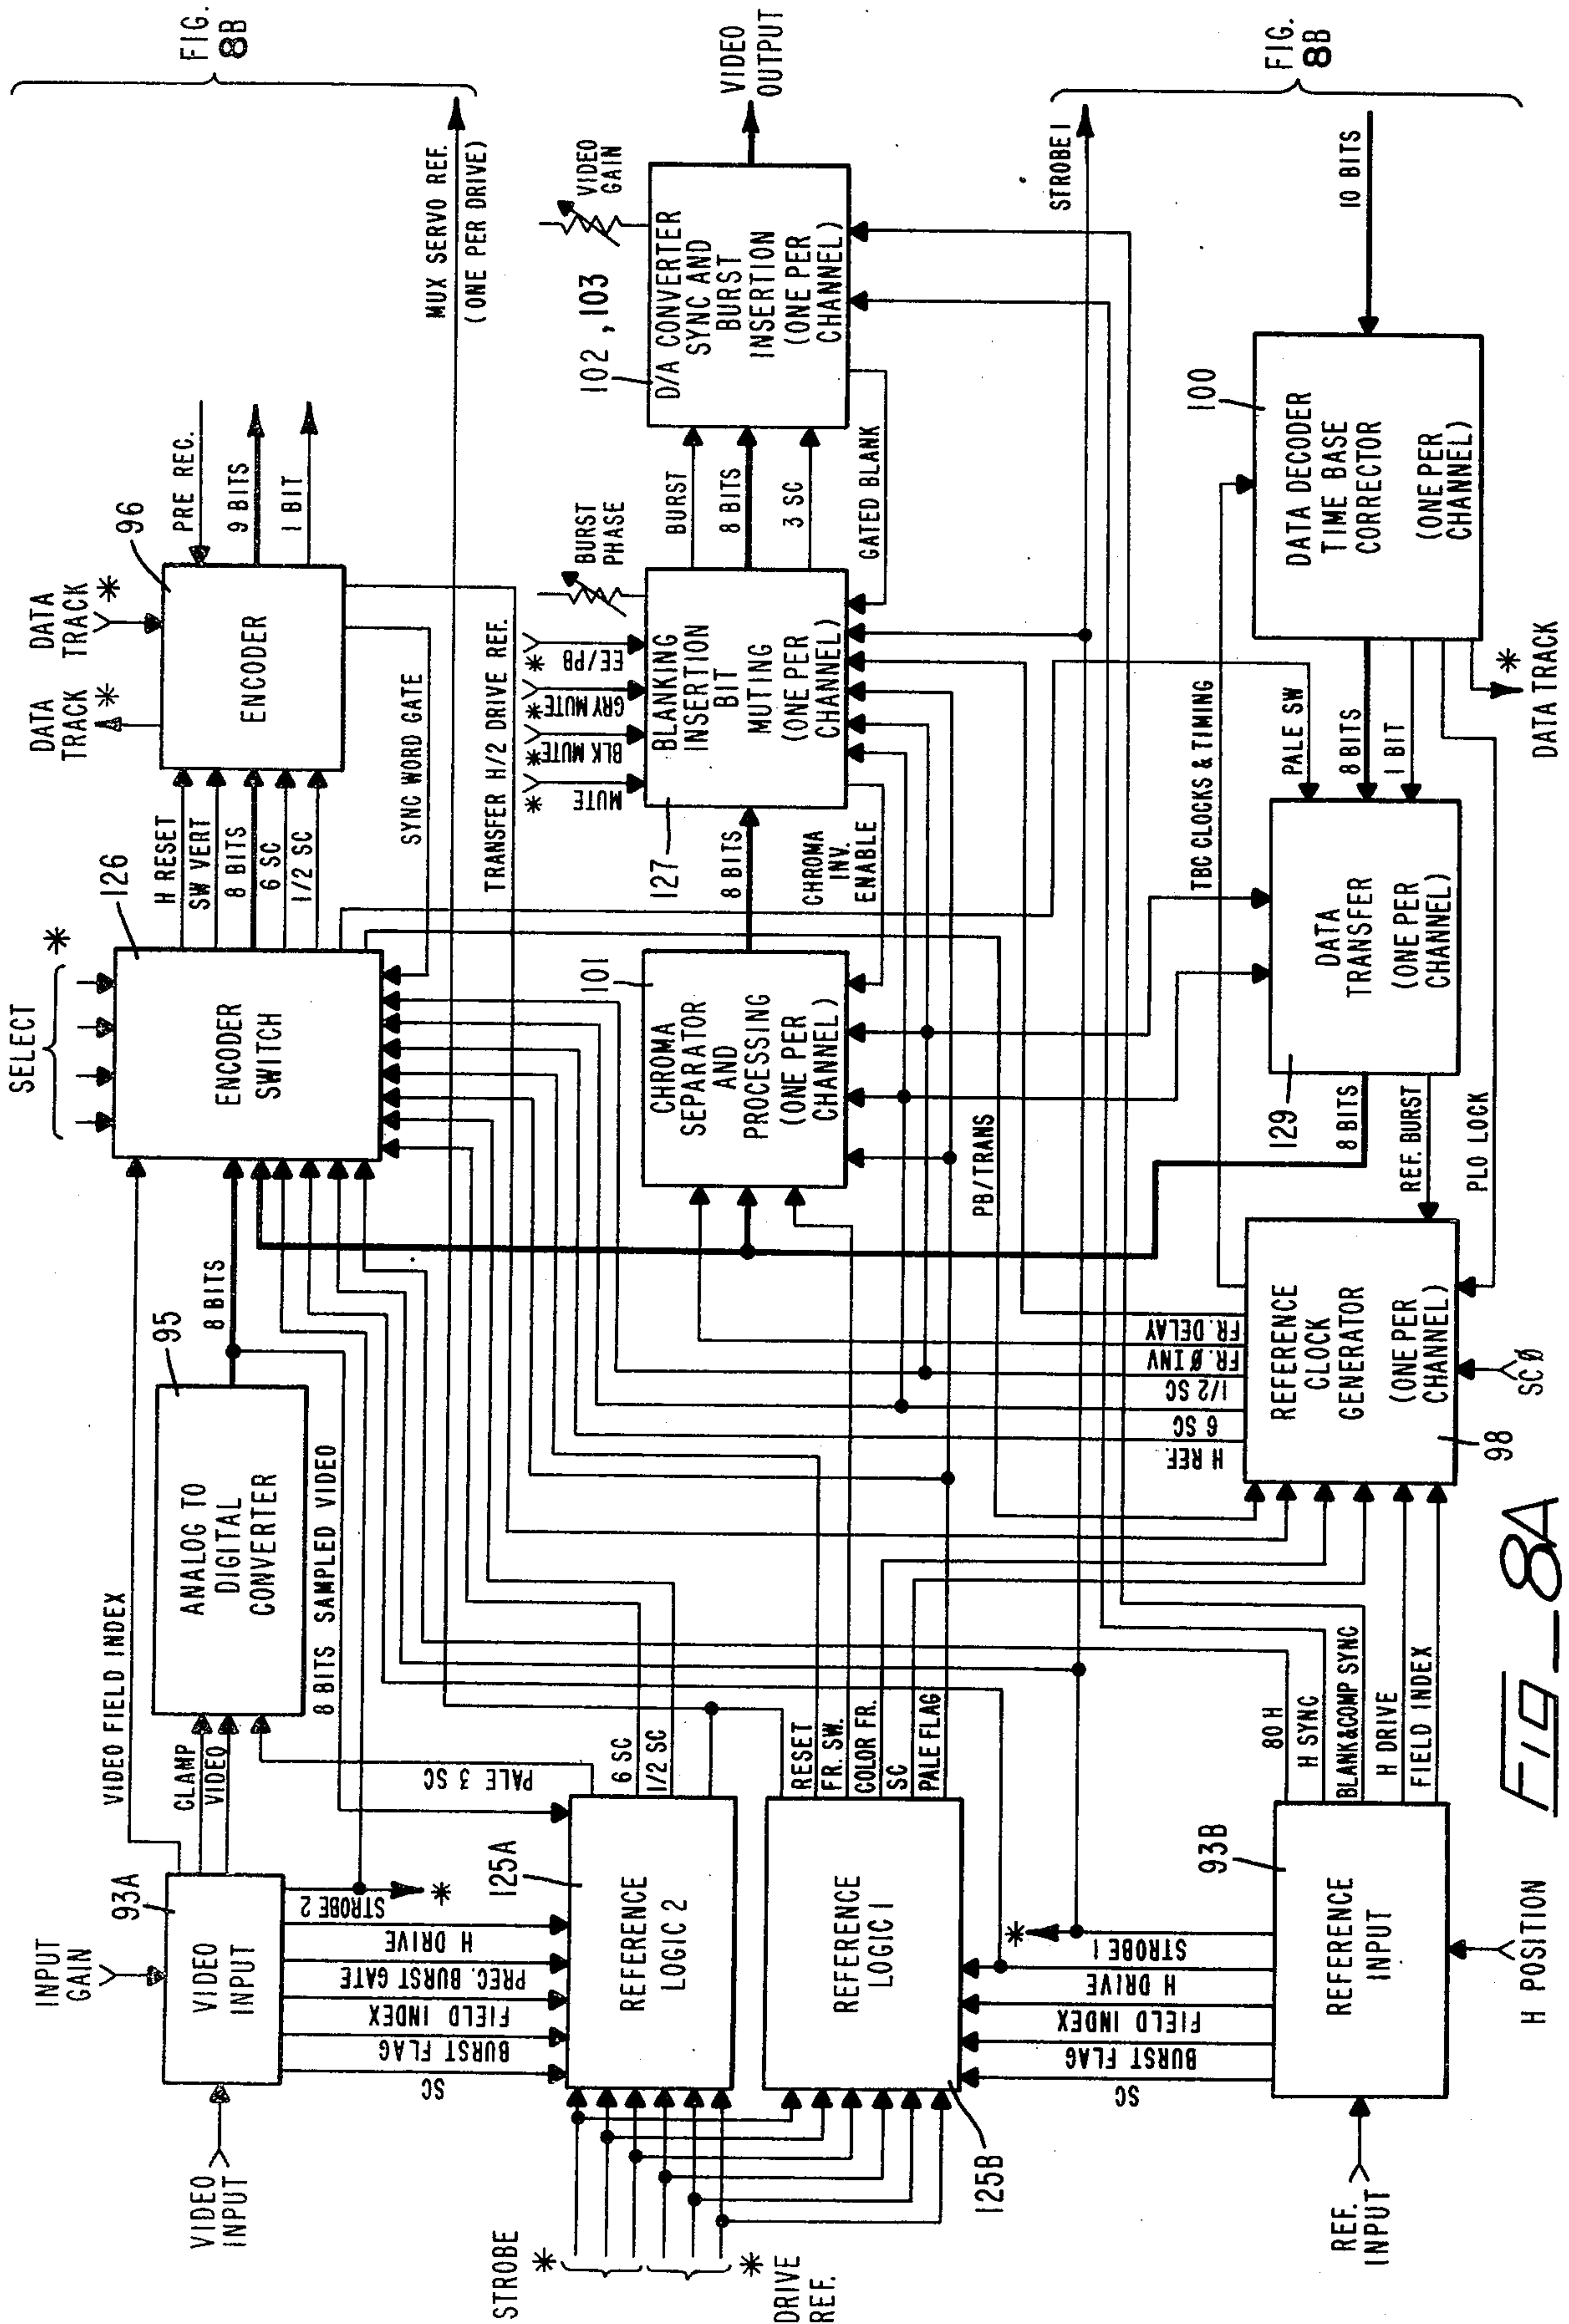 FIG.
8B
MUX SERVO REF.
(ONE PER DRIVE)
SELECT
*
126
ENCODER
SWITCH
H RESET
SW VERT
8 BITS
6 SC
1/2 SC
DATA
TRACK *
DATA
TRACK *
96
ENCODER
PRE REC.
9 BITS
1 BIT
SYNC WORD GATE
TRANSFER H/2 DRIVE REF.
INPUT
GAIN
VIDEO
INPUT
93A
VIDEO
INPUT
VIDEO FIELD INDEX
CLAMP
VIDEO
95
ANALOG TO
DIGITAL
CONVERTER
8 BITS
8 BITS SAMPLED VIDEO
STROBE 2
*
H DRIVE
PREC. BURST GATE
FIELD INDEX
BURST FLAG
SC
PALE 3 SC
STROBE
*
*
DRIVE
REF.
125A
REFERENCE
LOGIC 2
6 SC
1/2 SC
REFERENCE
LOGIC 1
125B
RESET
FR. SW.
COLOR FR.
SC
PALE FLAG
101
CHROMA
SEPARATOR
AND
PROCESSING
(ONE PER
CHANNEL)
8 BITS
CHROMA
INV.
ENABLE
* MUTE
* BLK MUTE
* GRY MUTE
* EE/PB
127
BLANKING
INSERTION
BIT
MUTING
(ONE PER
CHANNEL)
BURST
PHASE
BURST
8 BITS
3 SC
GATED BLANK
102, 103
D/A CONVERTER
SYNC AND
BURST
INSERTION
(ONE PER
CHANNEL)
VIDEO
GAIN
VIDEO
OUTPUT
STROBE 1
FIG.
8B
10 BITS
*
STROBE 1
H DRIVE
FIELD INDEX
BURST FLAG
SC
REF.
INPUT
93B
REFERENCE
INPUT
H POSITION
80 H
H SYNC
BLANK & COMP SYNC
H DRIVE
FIELD INDEX
H REF.
6 SC
1/2 SC
FR. Ø INV
FR. DELAY
PB/TRANS
REFERENCE
CLOCK
GENERATOR
(ONE PER
CHANNEL)
98
SC Ø
TBC CLOCKS & TIMING
8 BITS
REF. BURST
PLO LOCK
129
DATA
TRANSFER
(ONE PER
CHANNEL)
PALE SW
8 BITS
1 BIT
100
DATA DECODER
TIME BASE
CORRECTOR
(ONE PER
CHANNEL)
*
DATA TRACK
FIG_8A